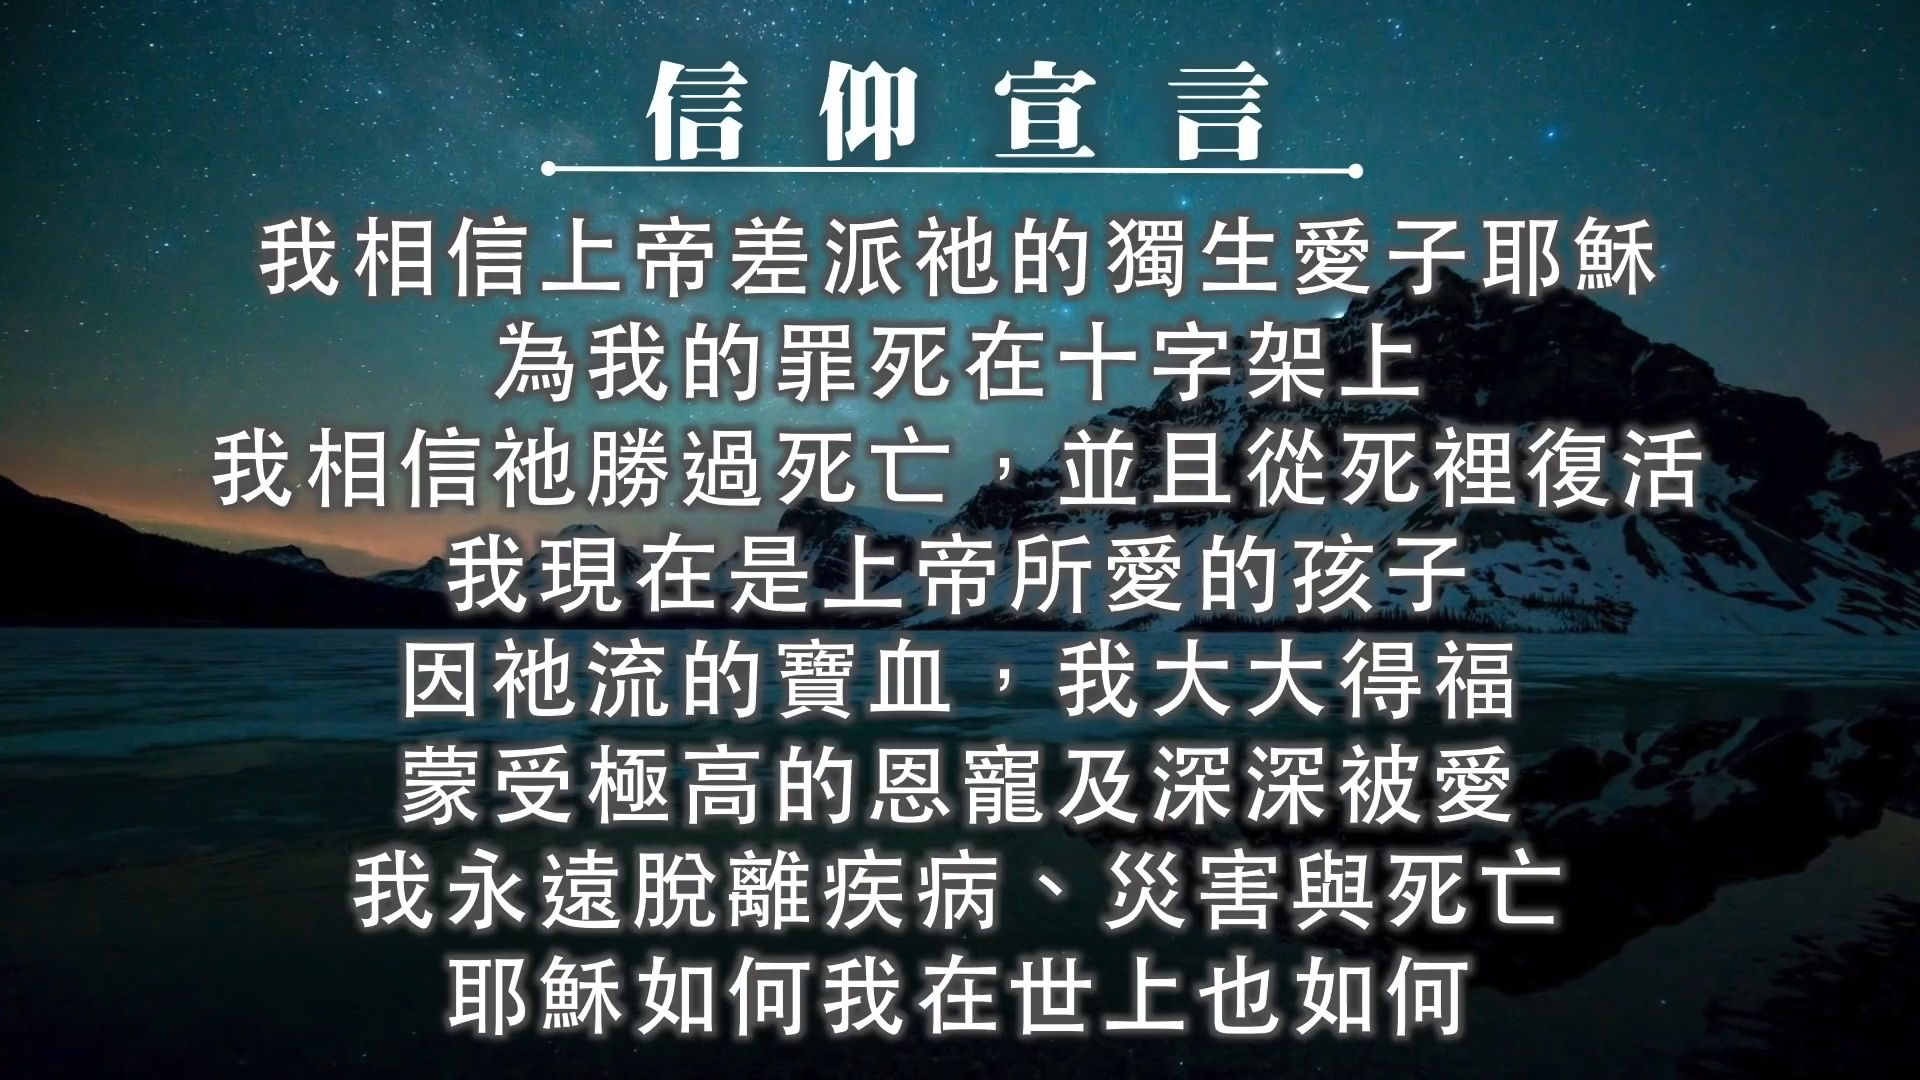 信仰宣言
我相信上帝差派祂的獨生愛子耶穌
為我的罪死在十字架上
我相信祂勝過死亡，並且從死裡復活
我現在是上帝所愛的孩子
因祂流的寶血，我大大得福
蒙受極高的恩寵及深深被愛
我永遠脫離疾病、災害與死亡
耶穌如何我在世上也如何